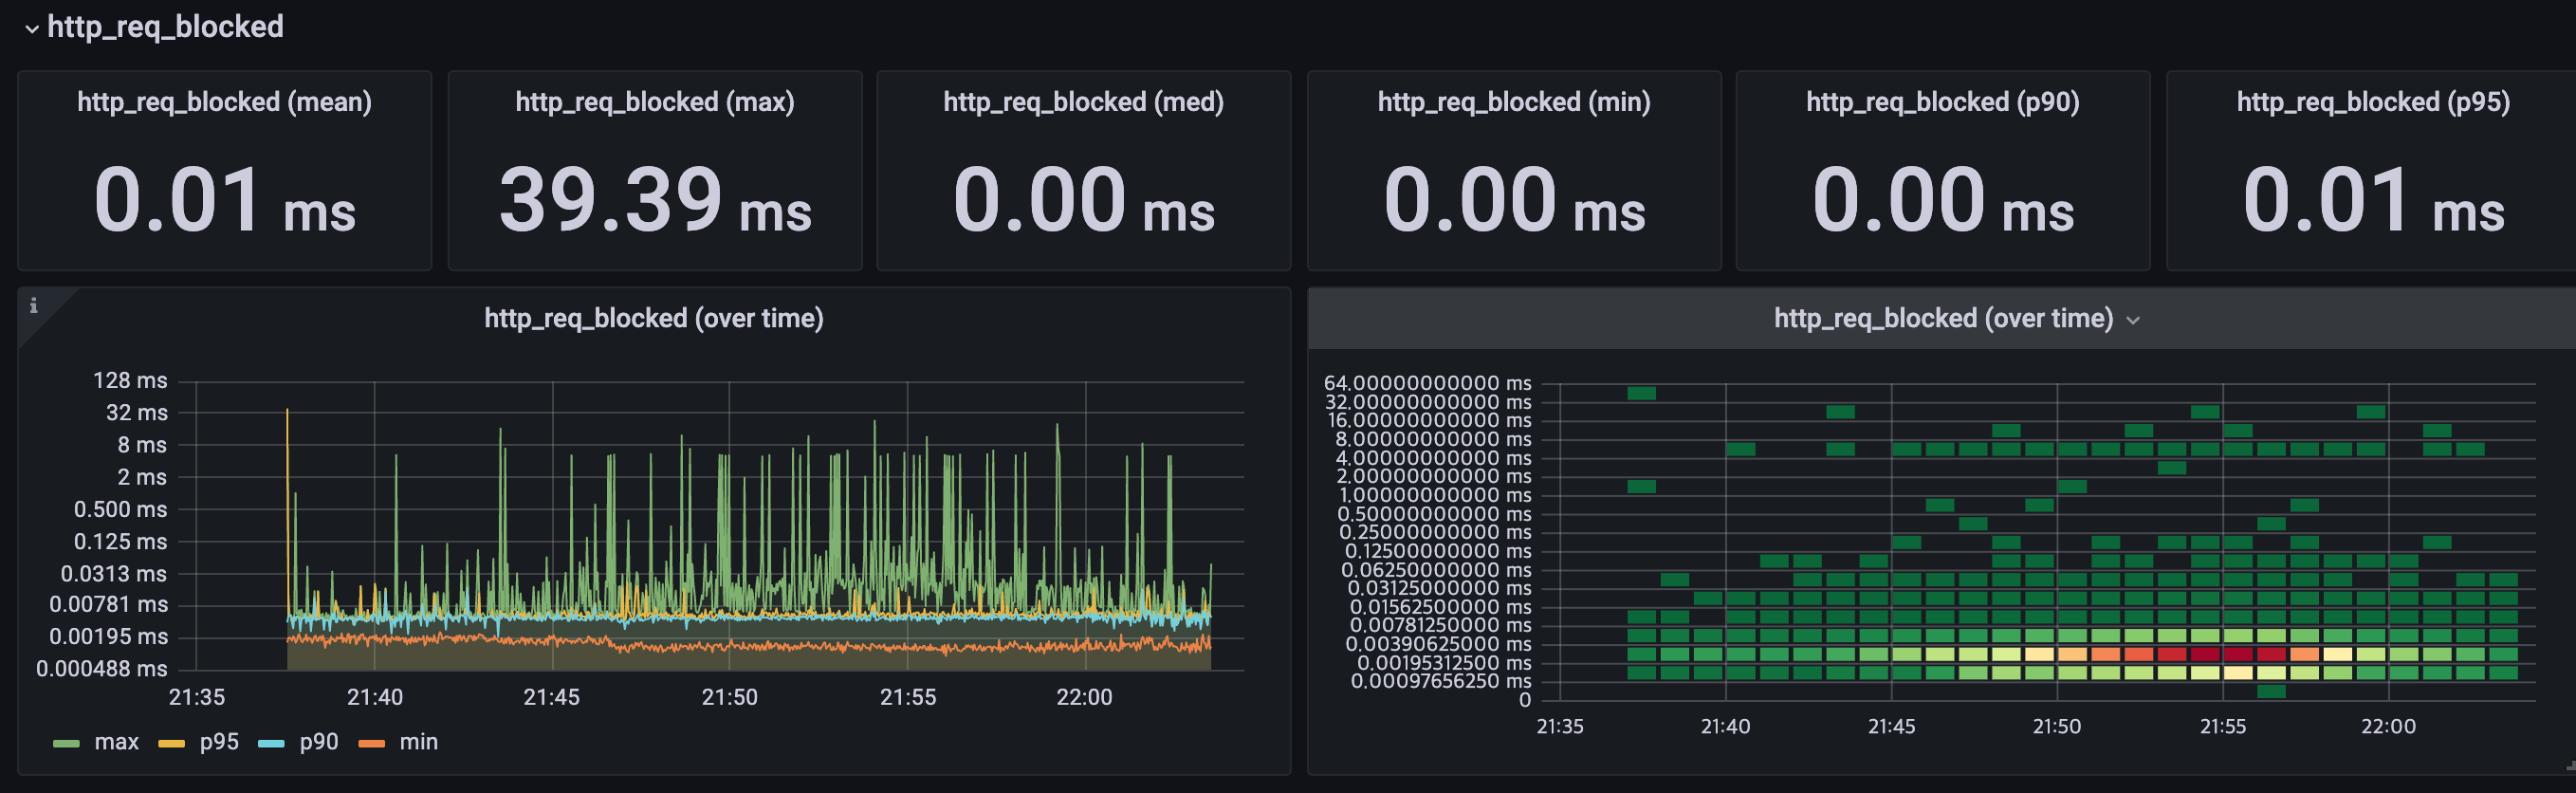 http_req_blocked
http_req_blocked (mean)
0.01 ms
http_req_blocked (max)
39.39 ms
http_req_blocked (med)
0.00 ms
http_req_blocked (min)
0.00 ms
http_req_blocked (p90)
0.00 ms
http_req_blocked (p95)
0.01 ms
i
http_req_blocked (over time)
128 ms
32 ms
8 ms
2 ms
0.500 ms
0.125 ms
0.0313 ms
0.00781 ms
0.00195 ms
0.000488 ms
21:35 21:40 21:45 21:50 21:55 22:00
max p95 p90 min
http_req_blocked (over time)
64.00000000000 ms
32.00000000000 ms
16.00000000000 ms
8.00000000000 ms
4.00000000000 ms
2.00000000000 ms
1.00000000000 ms
0.50000000000 ms
0.25000000000 ms
0.12500000000 ms
0.06250000000 ms
0.03125000000 ms
0.01562500000 ms
0.00781250000 ms
0.00390625000 ms
0.00195312500 ms
0.00097656250 ms
0
21:35 21:40 21:45 21:50 21:55 22:00